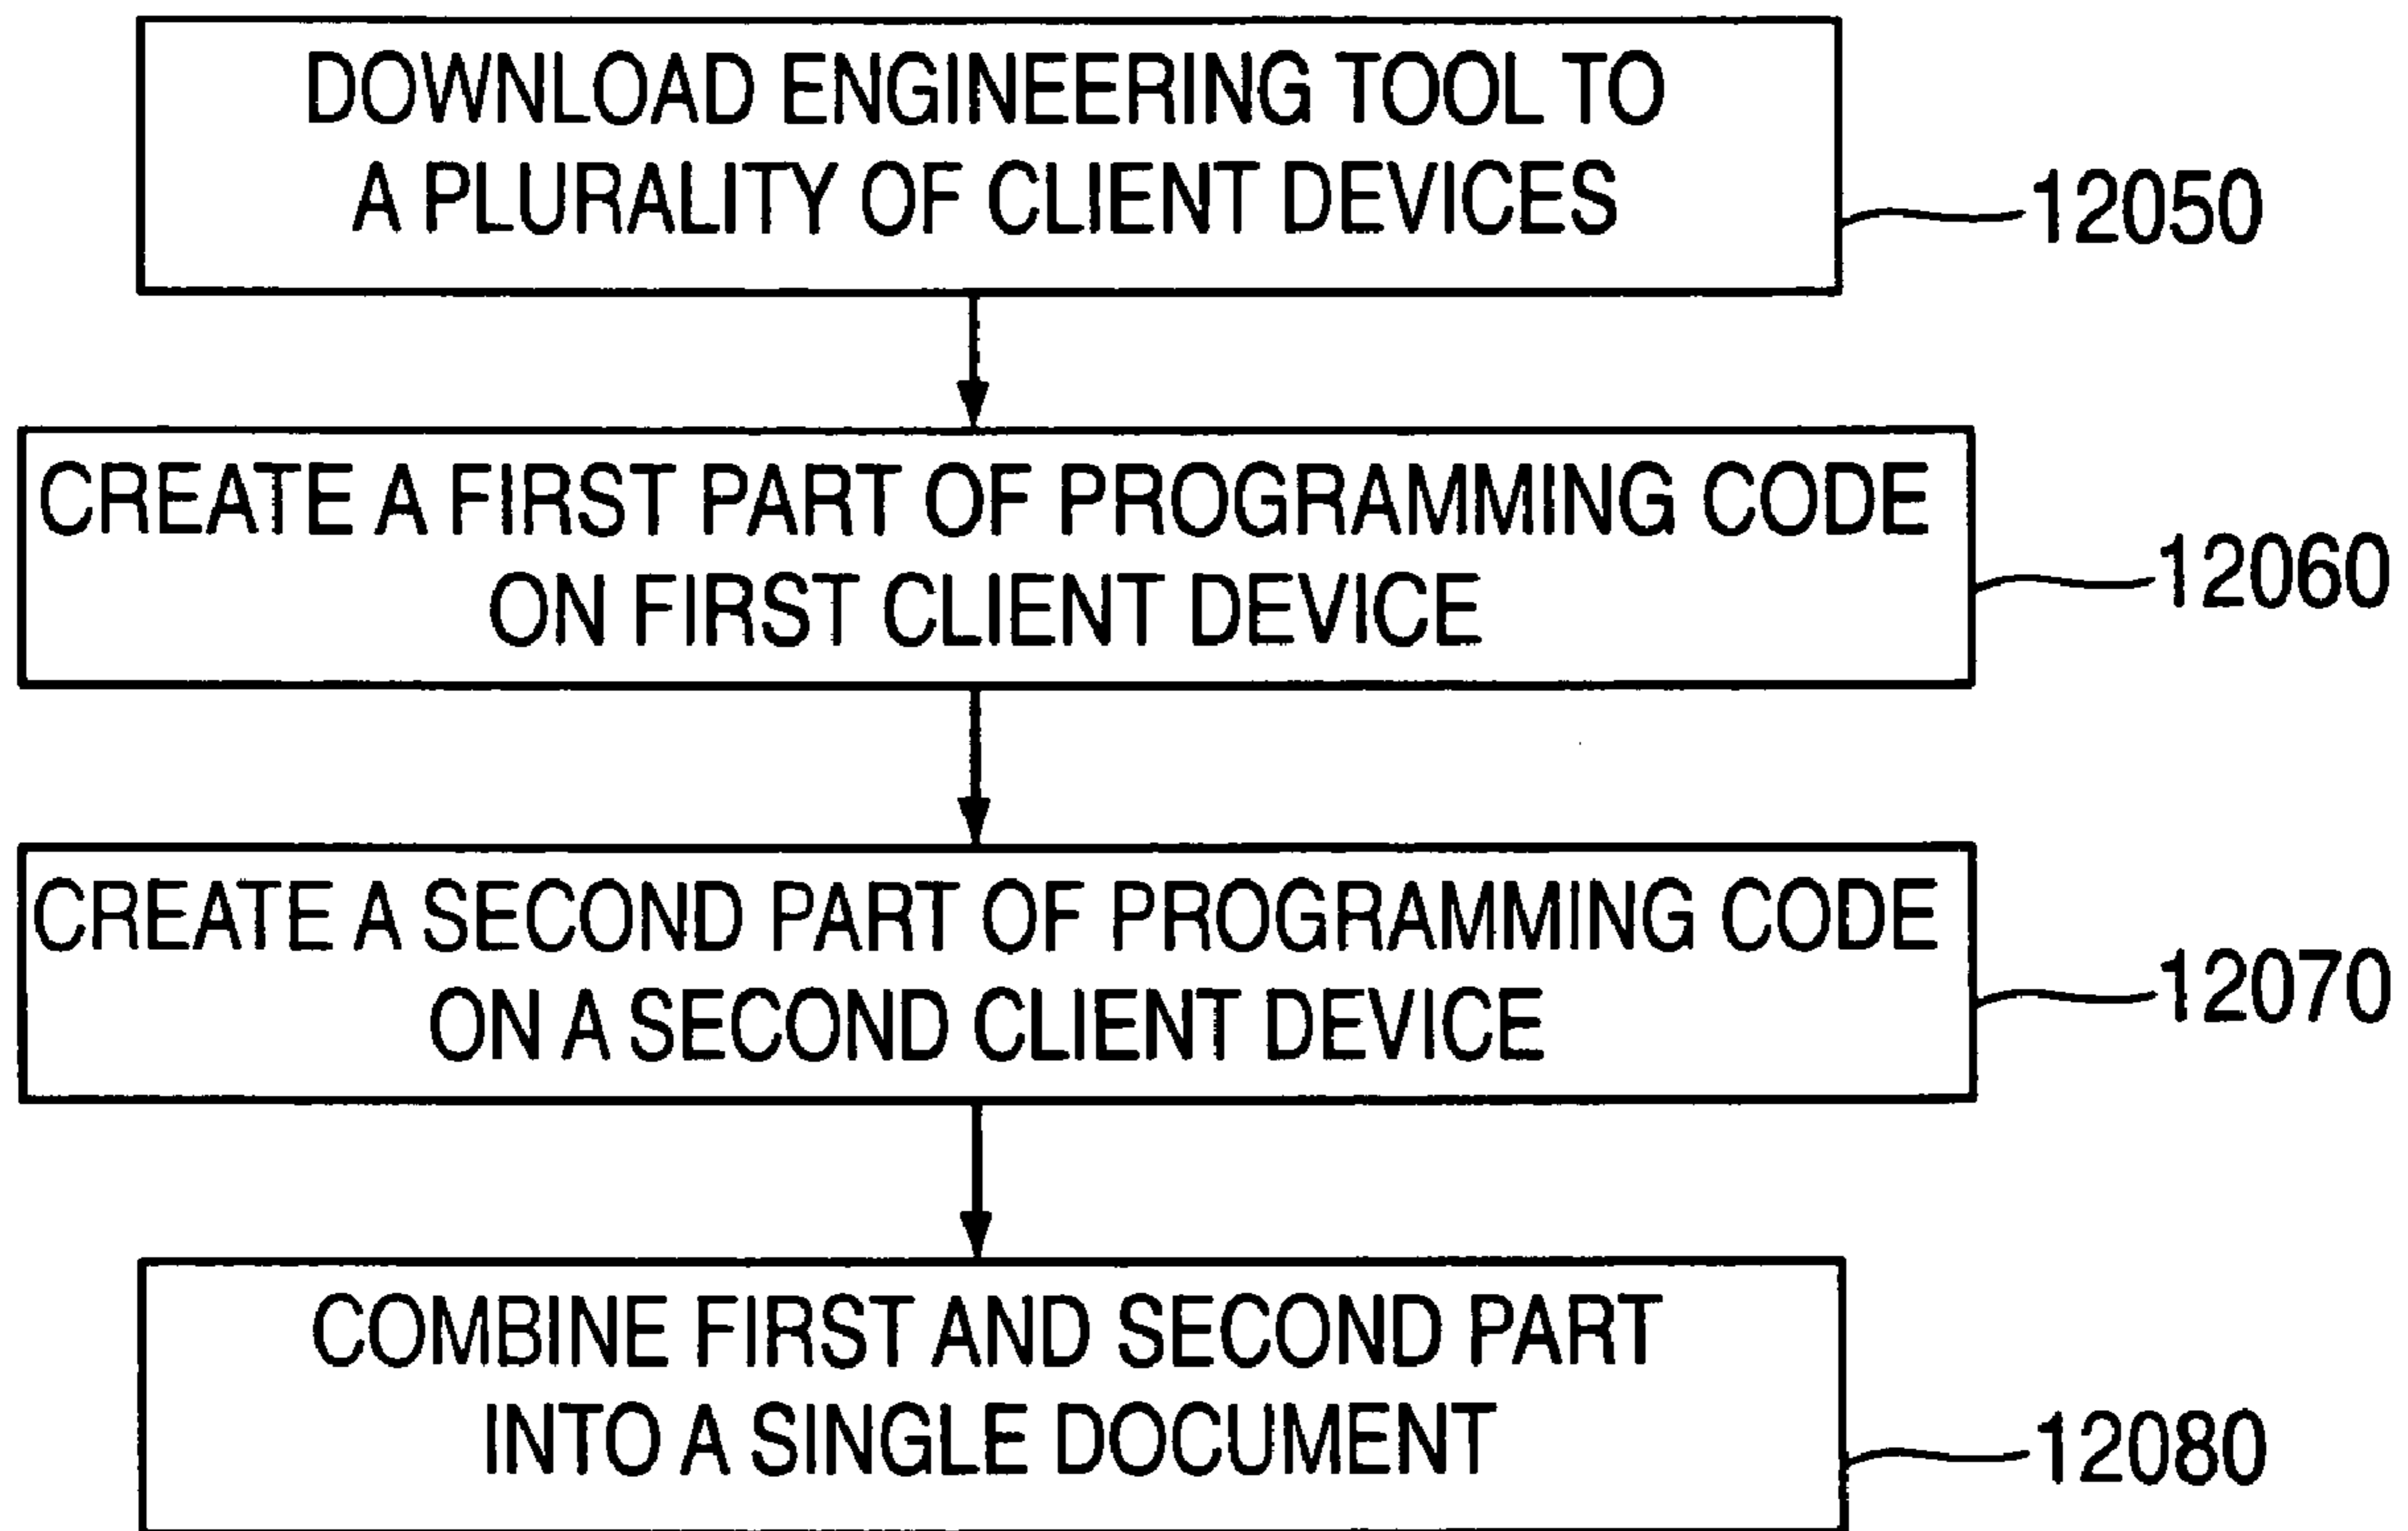 DOWNLOAD ENGINEERING TOOL TO
A PLURALITY OF CLIENT DEVICES
12050
CREATE A FIRST PART OF PROGRAMMING CODE
ON FIRST CLIENT DEVICE
12060
CREATE A SECOND PART OF PROGRAMMING CODE
ON A SECOND CLIENT DEVICE
12070
COMBINE FIRST AND SECOND PART
INTO A SINGLE DOCUMENT
12080